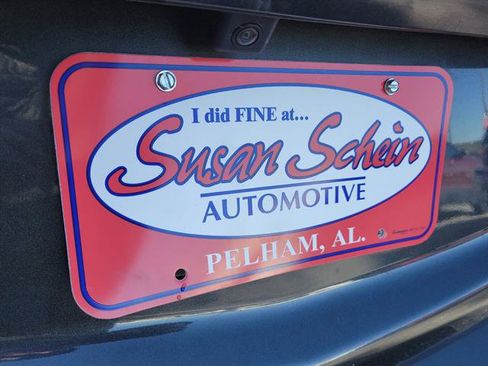 I did FINE at...
Susan Schein
AUTOMOTIVE
PELHAM, AL.